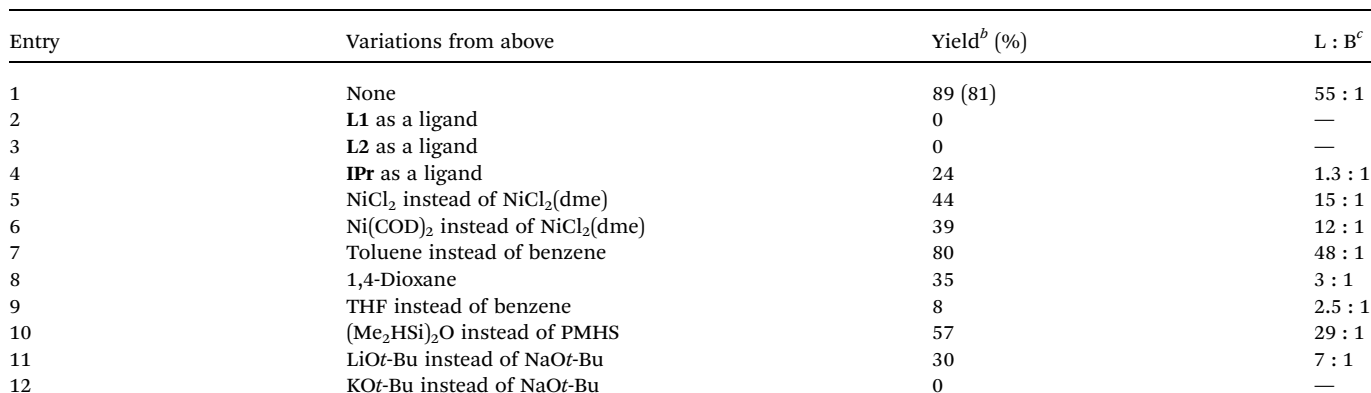 Entry Variations from above Yieldᵇ (%) L : Bᶜ
1 None 89 (81) 55 : 1
2 L1 as a ligand 0 —
3 L2 as a ligand 0 —
4 IPr as a ligand 24 1.3 : 1
5 NiCl₂ instead of NiCl₂(dme) 44 15 : 1
6 Ni(COD)₂ instead of NiCl₂(dme) 39 12 : 1
7 Toluene instead of benzene 80 48 : 1
8 1,4-Dioxane 35 3 : 1
9 THF instead of benzene 8 2.5 : 1
10 (Me₂HSi)₂O instead of PMHS 57 29 : 1
11 LiOt-Bu instead of NaOt-Bu 30 7 : 1
12 KOt-Bu instead of NaOt-Bu 0 —